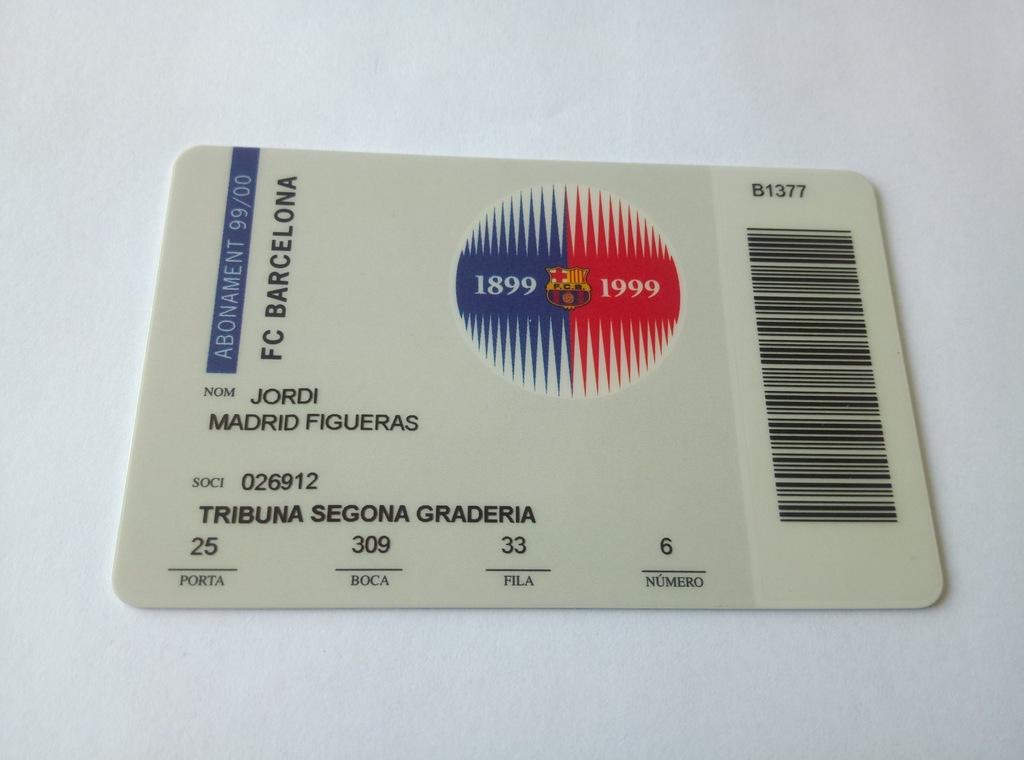 ABONAMENT 99/00
FC BARCELONA
1899 F.C.B. 1999
B1377
NOM JORDI
MADRID FIGUERAS
SOCI 026912
TRIBUNA SEGONA GRADERIA
25 309 33 6
PORTA BOCA FILA NÚMERO